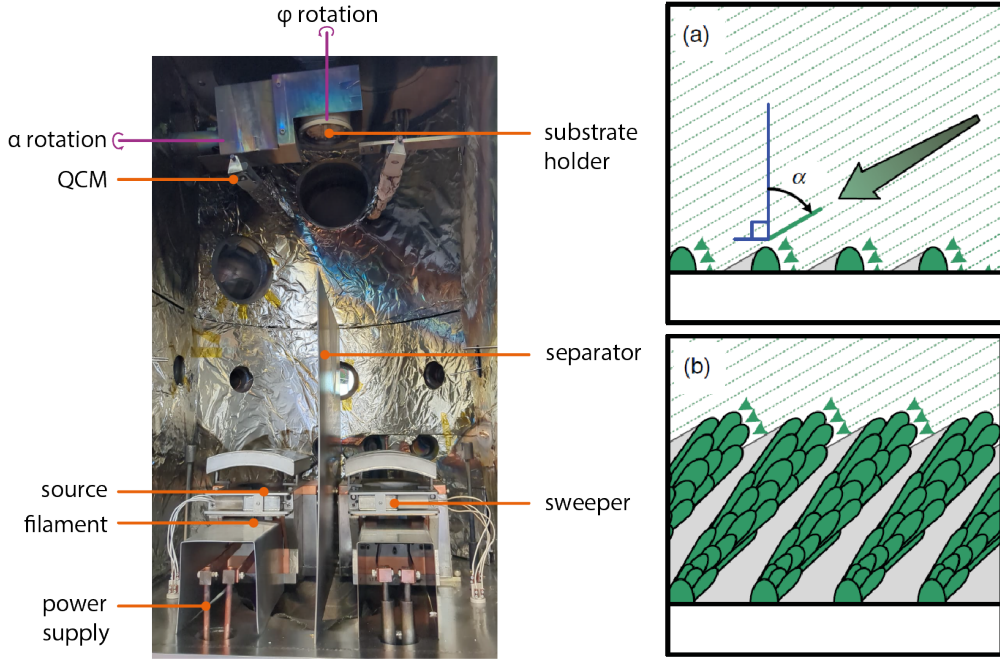 φ rotation
α rotation
QCM
substrate
holder
separator
source
filament
sweeper
power
supply
(a)
α
(b)